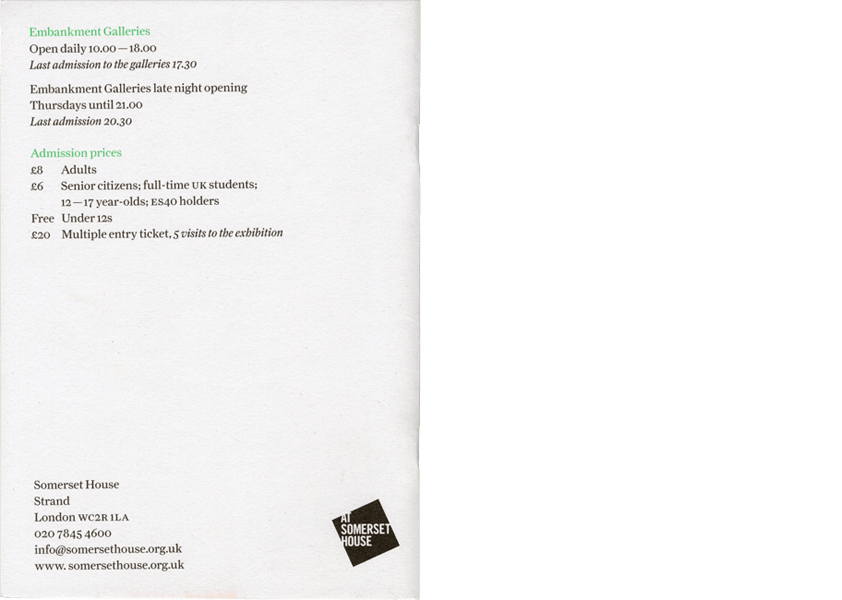 Embankment Galleries
Open daily 10.00—18.00
Last admission to the galleries 17.30
Embankment Galleries late night opening
Thursdays until 21.00
Last admission 20.30
Admission prices
£8 Adults
£6 Senior citizens; full-time UK students;
12—17 year-olds; ES40 holders
Free Under 12s
£20 Multiple entry ticket, 5 visits to the exhibition
Somerset House
Strand
London WC2R 1LA
020 7845 4600
info@somersethouse.org.uk
www. somersethouse.org.uk
AT
SOMERSET
HOUSE